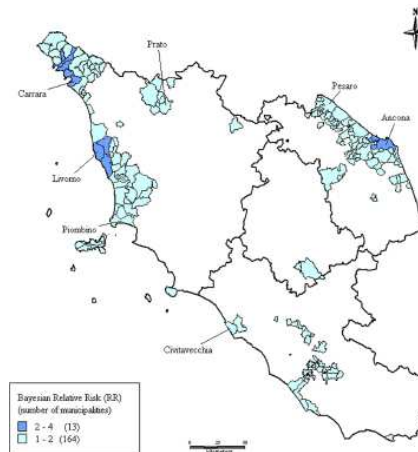 N
Prato
Carrara
Pesaro
Ancona
Livorno
Piombino
Civitavecchia
Bayesian Relative Risk (RR)
(number of municipalities)
2 - 4 (13)
1 - 2 (164)